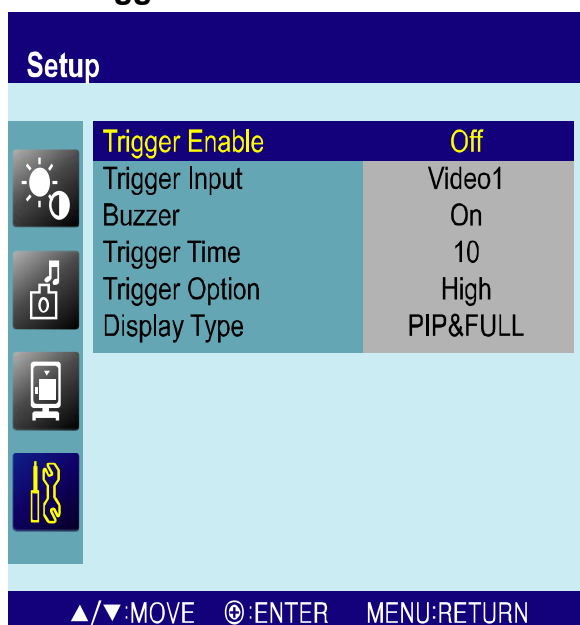 Setup
Trigger Enable Off
Trigger Input Video1
Buzzer On
Trigger Time 10
Trigger Option High
Display Type PIP&FULL
▲/▼:MOVE ⊕:ENTER MENU:RETURN